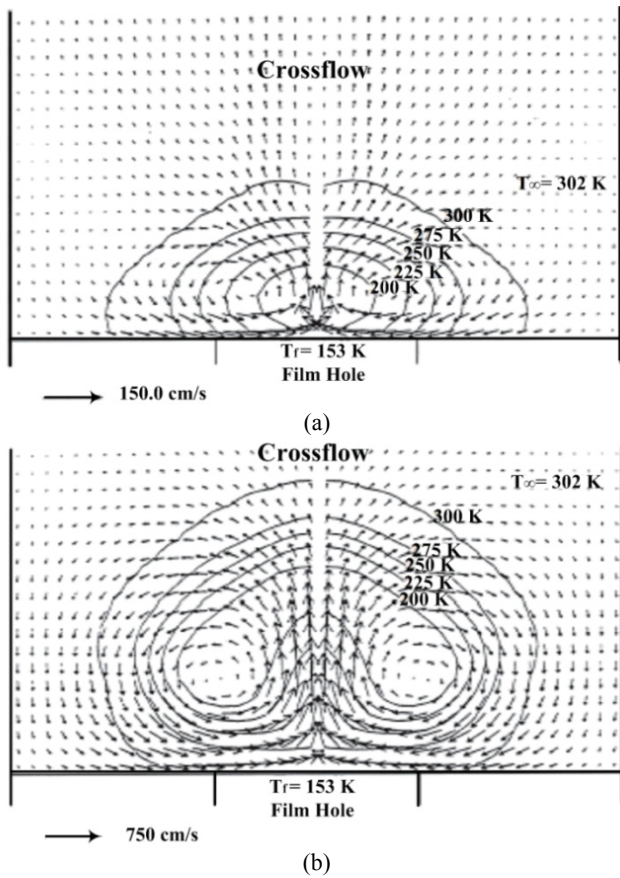 Crossflow
T∞= 302 K
300 K
275 K
250 K
225 K
200 K
Tf= 153 K
Film Hole
150.0 cm/s
(a)
Crossflow
T∞= 302 K
300 K
275 K
250 K
225 K
200 K
Tf= 153 K
Film Hole
750 cm/s
(b)